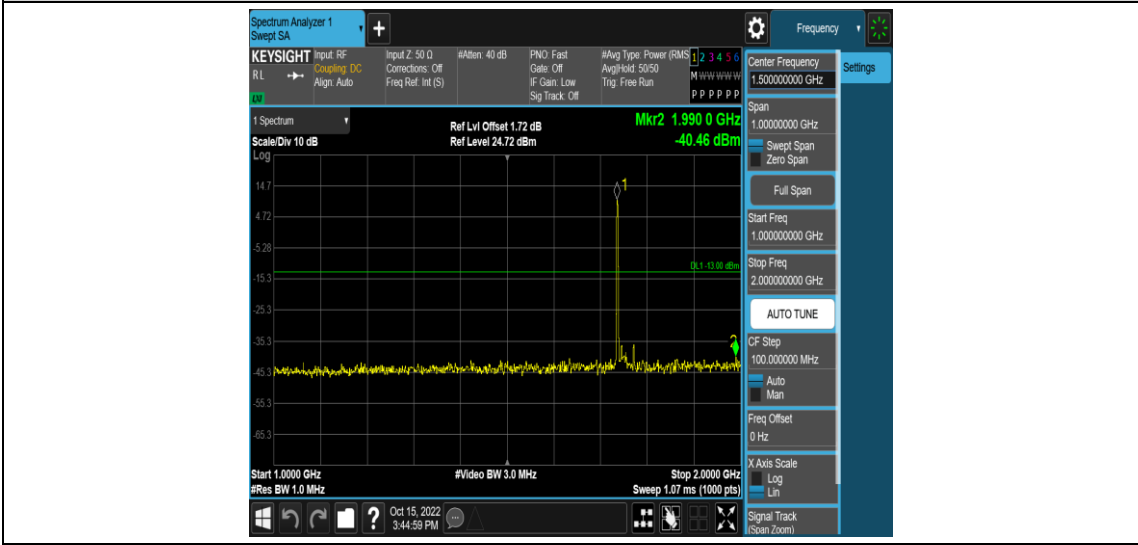 Spectrum Analyzer 1
Swept SA
Frequency
KEYSIGHT
RL
LXI
Input: RF
Coupling: DC
Align: Auto
Input Z: 50 Ω
Corrections: Off
Freq Ref: Int (S)
#Atten: 40 dB
PNO: Fast
Gate: Off
IF Gain: Low
Sig Track: Off
#Avg Type: Power (RMS
Avg|Hold: 50/50
Trig: Free Run
1 2 3 4 5 6
M W W W W W
P P P P P P
1 Spectrum
Scale/Div 10 dB
Log
Ref Lvl Offset 1.72 dB
Ref Level 24.72 dBm
Mkr2 1.990 0 GHz
-40.46 dBm
14.7
4.72
-5.28
-15.3
-25.3
-35.3
-45.3
-55.3
-65.3
1
DL1 -13.00 dBm
2
Start 1.0000 GHz
#Res BW 1.0 MHz
#Video BW 3.0 MHz
Stop 2.0000 GHz
Sweep 1.07 ms (1000 pts)
Center Frequency
1.500000000 GHz
Settings
Span
1.00000000 GHz
Swept Span
Zero Span
Full Span
Start Freq
1.000000000 GHz
Stop Freq
2.000000000 GHz
AUTO TUNE
CF Step
100.000000 MHz
Auto
Man
Freq Offset
0 Hz
X Axis Scale
Log
Lin
Signal Track
(Span Zoom)
?
Oct 15, 2022
3:44:59 PM